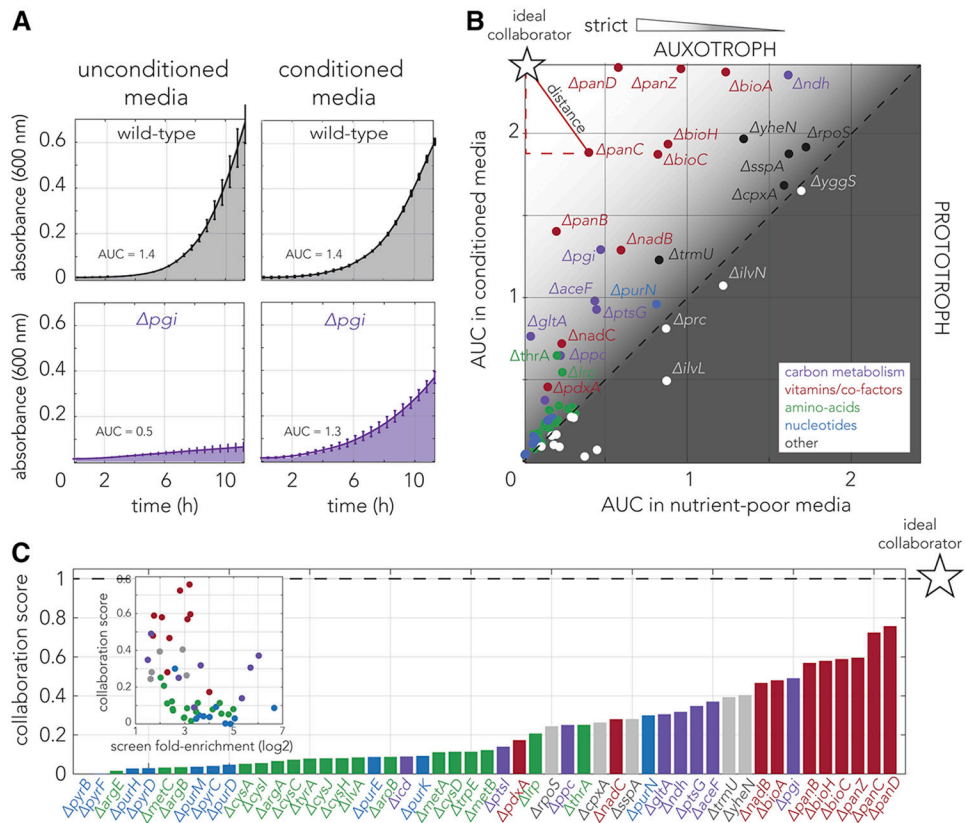 A
unconditioned
media
conditioned
media
wild-type
wild-type
absorbance (600 nm)
0.6
0.4
0.2
0
AUC = 1.4
AUC = 1.4
Δpgi
Δpgi
absorbance (600 nm)
0.6
0.4
0.2
0
AUC = 0.5
AUC = 1.3
2 6 10
2 6 10
time (h)
time (h)
B
ideal
collaborator
strict
AUXOTROPH
PROTOTROPH
distance
ΔpanD
ΔpanZ
ΔbioA
Δndh
ΔyheN
ΔrpoS
ΔbioH
ΔpanC
ΔbioC
ΔsspA
ΔcpxA
ΔyggS
ΔpanB
ΔnadB
Δpgi
ΔtrmU
ΔilvN
ΔaceF
ΔpurN
ΔptsG
ΔgltA
Δprc
ΔnadC
ΔthrA
Δppc
Δtrp
ΔilvL
ΔpdxA
carbon metabolism
vitamins/co-factors
amino-acids
nucleotides
other
AUC in conditioned media
2
1
0
0 1 2
AUC in nutrient-poor media
C
ideal
collaborator
collaboration score
1
0.8
0.6
0.4
0.2
0
collaboration score
0.8
0.6
0.4
0.2
0
1 3 5 7
screen fold-enrichment (log2)
ΔpyrB
ΔpyrF
ΔargE
ΔpurH
ΔpyrD
ΔmetC
ΔargB
ΔpurM
ΔpyrC
ΔpurD
ΔcysA
ΔcysI
ΔargA
ΔcysC
ΔtyrA
ΔcysJ
ΔcysH
ΔilvA
ΔpurE
ΔargB
Δicd
ΔpurK
ΔmetA
ΔcysD
ΔtrpE
ΔmetB
ΔptsI
ΔpdxA
Δtrp
ΔrpoS
Δppc
ΔthrA
ΔcpxA
ΔnadC
ΔsspA
ΔpurN
ΔgltA
Δndh
ΔptsG
ΔaceF
ΔtrmU
ΔyheN
ΔnadB
ΔbioA
Δpgi
ΔpanB
ΔbioH
ΔbioC
ΔpanZ
ΔpanC
ΔpanD